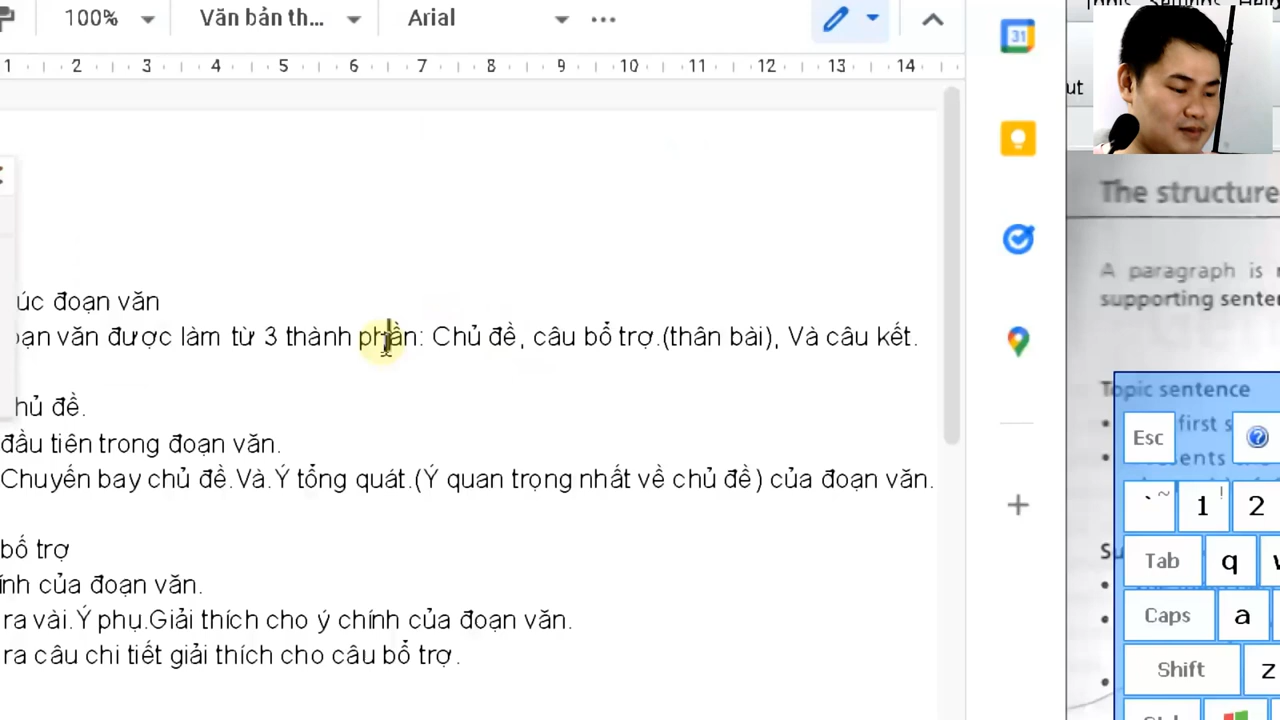 100% Văn bản th... Arial
1 2 3 4 5 6 7 8 9 10 11 12 13 14
31
úc đoạn văn
oạn văn được làm từ 3 thành phần: Chủ đề, câu bổ trợ.(thân bài), Và câu kết.
hủ đề.
đầu tiên trong đoạn văn.
Chuyến bay chủ đề.Và.Ý tổng quát.(Ý quan trọng nhất về chủ đề) của đoạn văn.
bổ trợ
ính của đoạn văn.
ra vài.Ý phụ.Giải thích cho ý chính của đoạn văn.
ra câu chi tiết giải thích cho câu bổ trợ.
ut
The structure
A paragraph is
supporting senten
Topic sentence
first s
sents
Su
Esc
` ~ 1 ! 2
Tab q
Caps a
Shift z